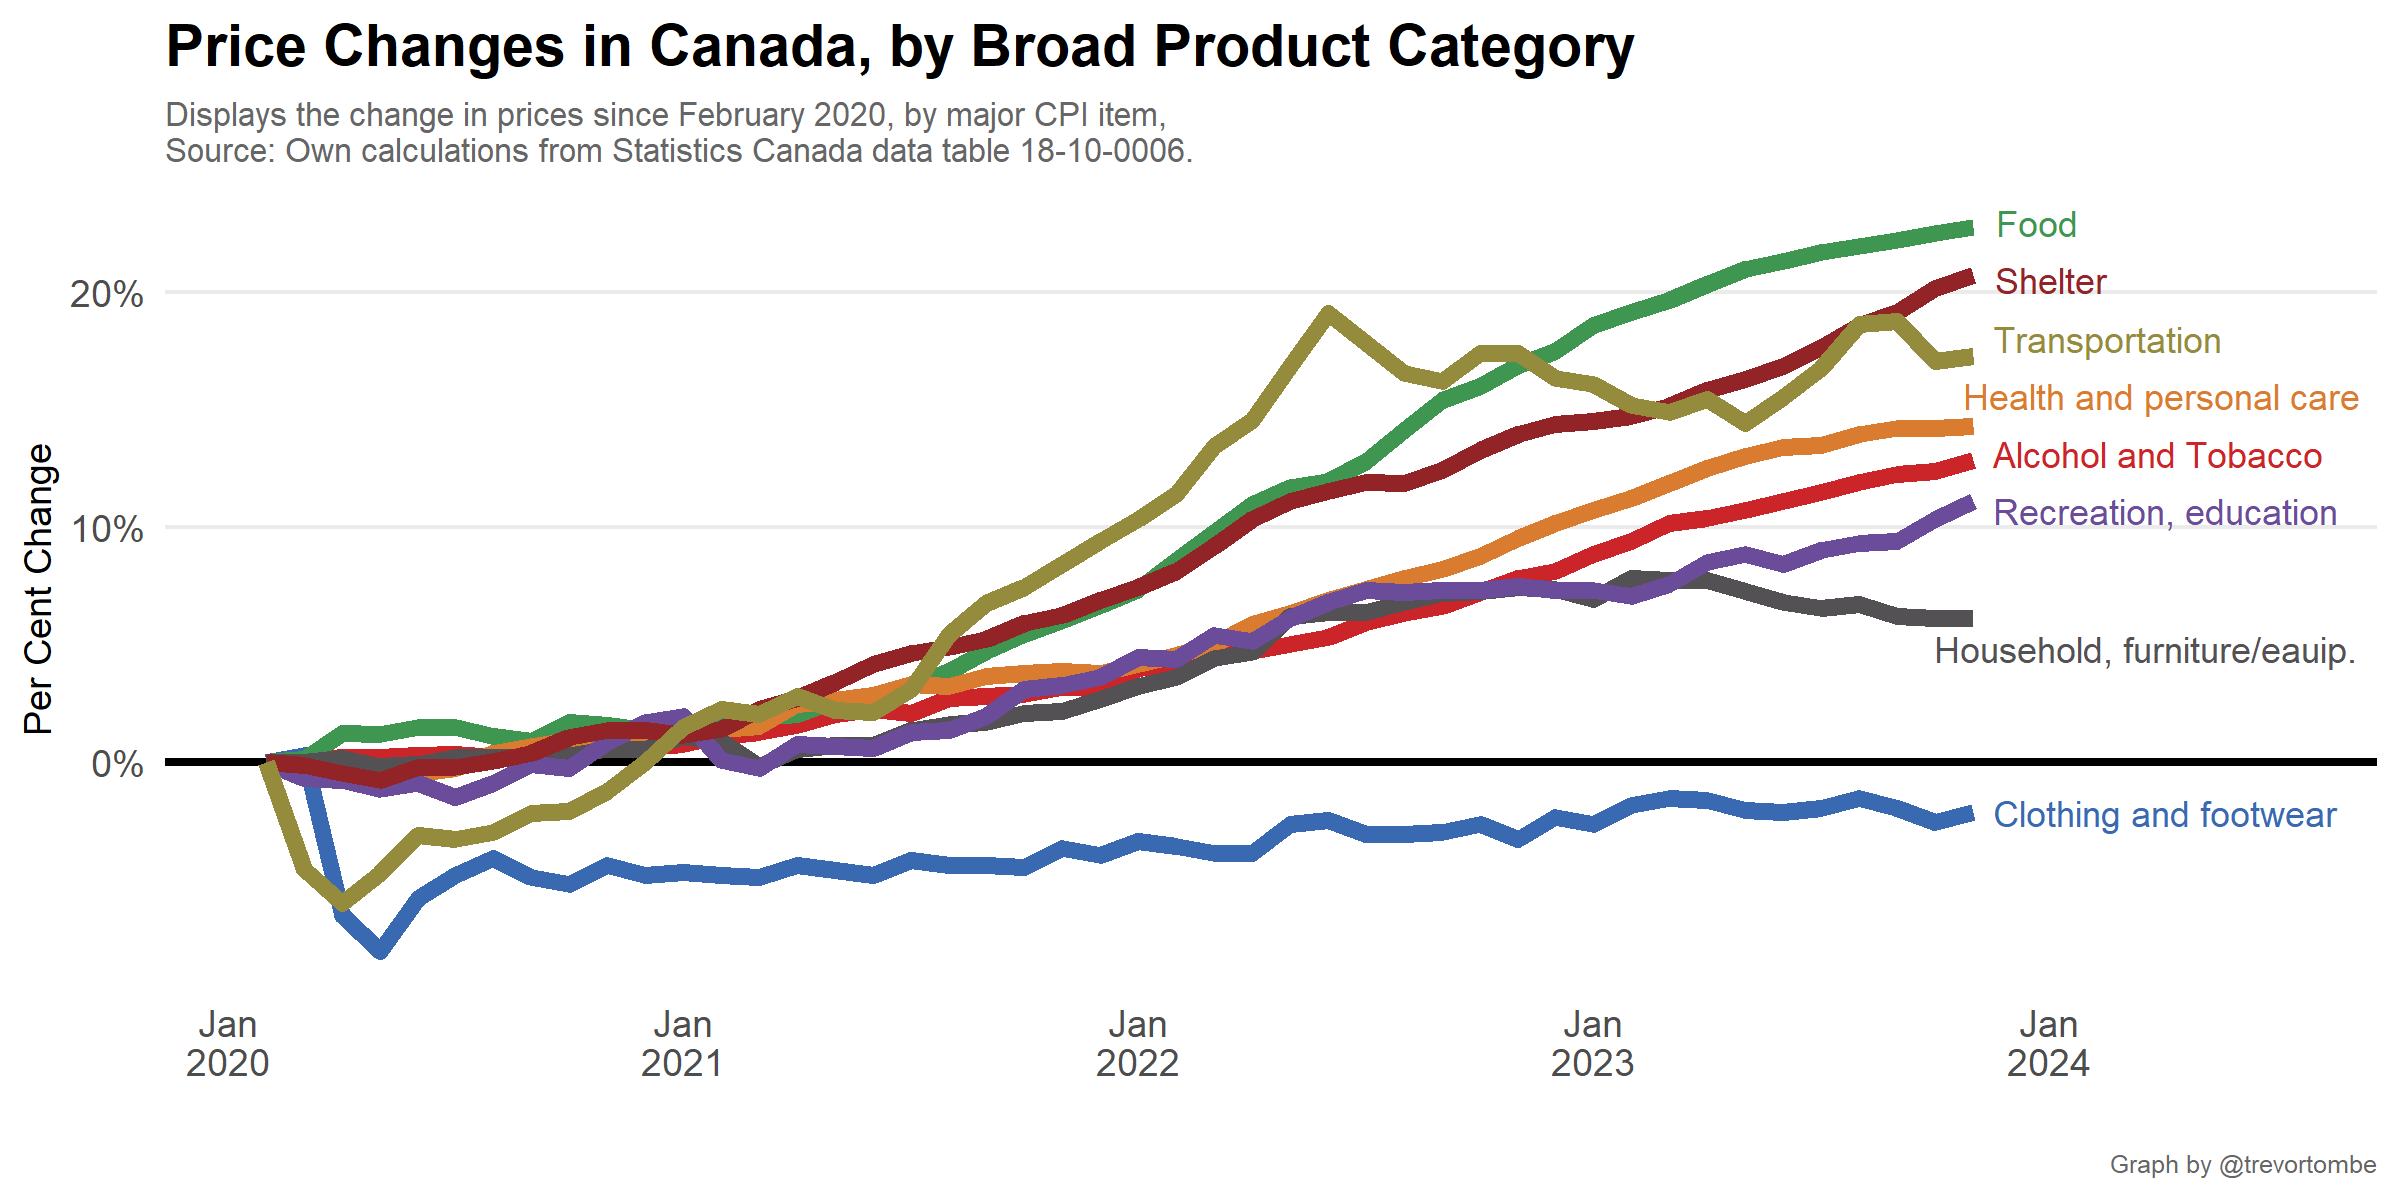 Price Changes in Canada, by Broad Product Category
Displays the change in prices since February 2020, by major CPI item,
Source: Own calculations from Statistics Canada data table 18-10-0006.
Per Cent Change
20%
10%
0%
Food
Shelter
Transportation
Health and personal care
Alcohol and Tobacco
Recreation, education
Household, furniture/eauip.
Clothing and footwear
Jan
2020
Jan
2021
Jan
2022
Jan
2023
Jan
2024
Graph by @trevortombe